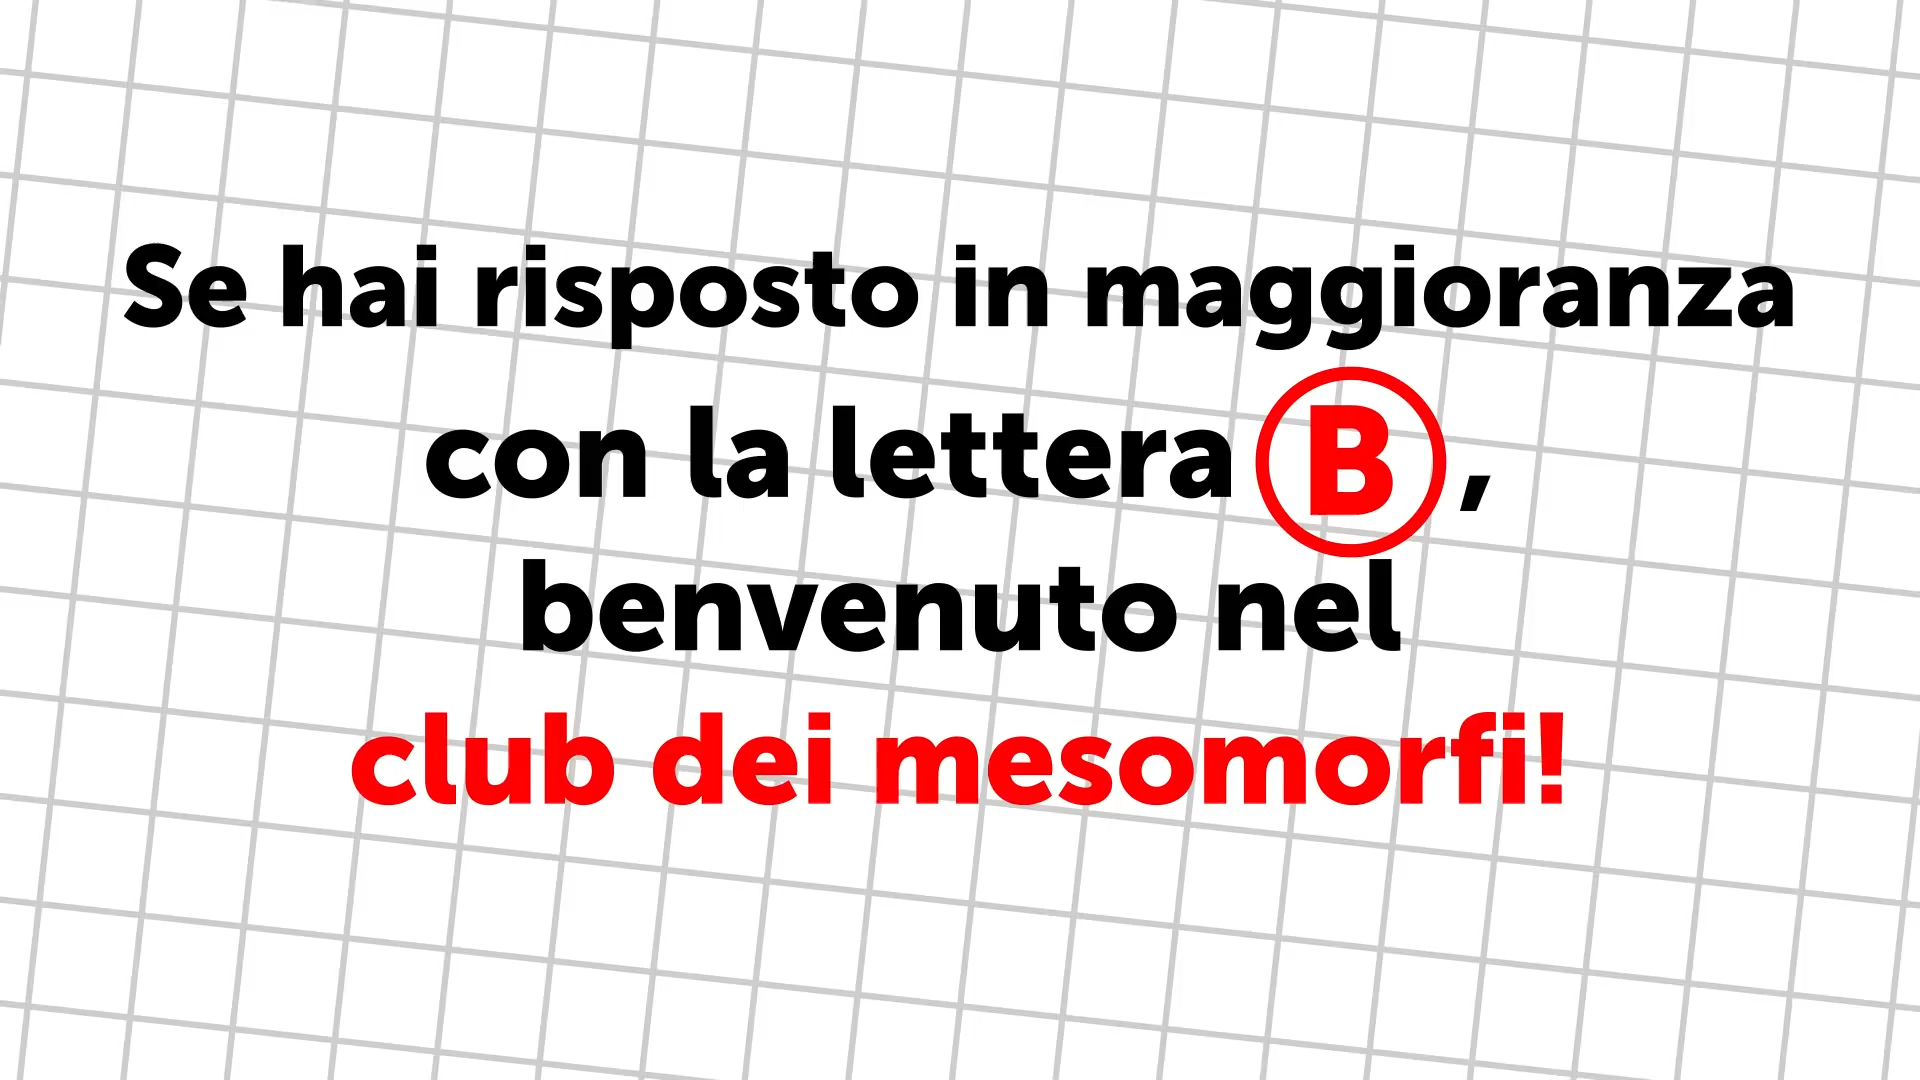 Se hai risposto in maggioranza
con la lettera B,
benvenuto nel
club dei mesomorfi!